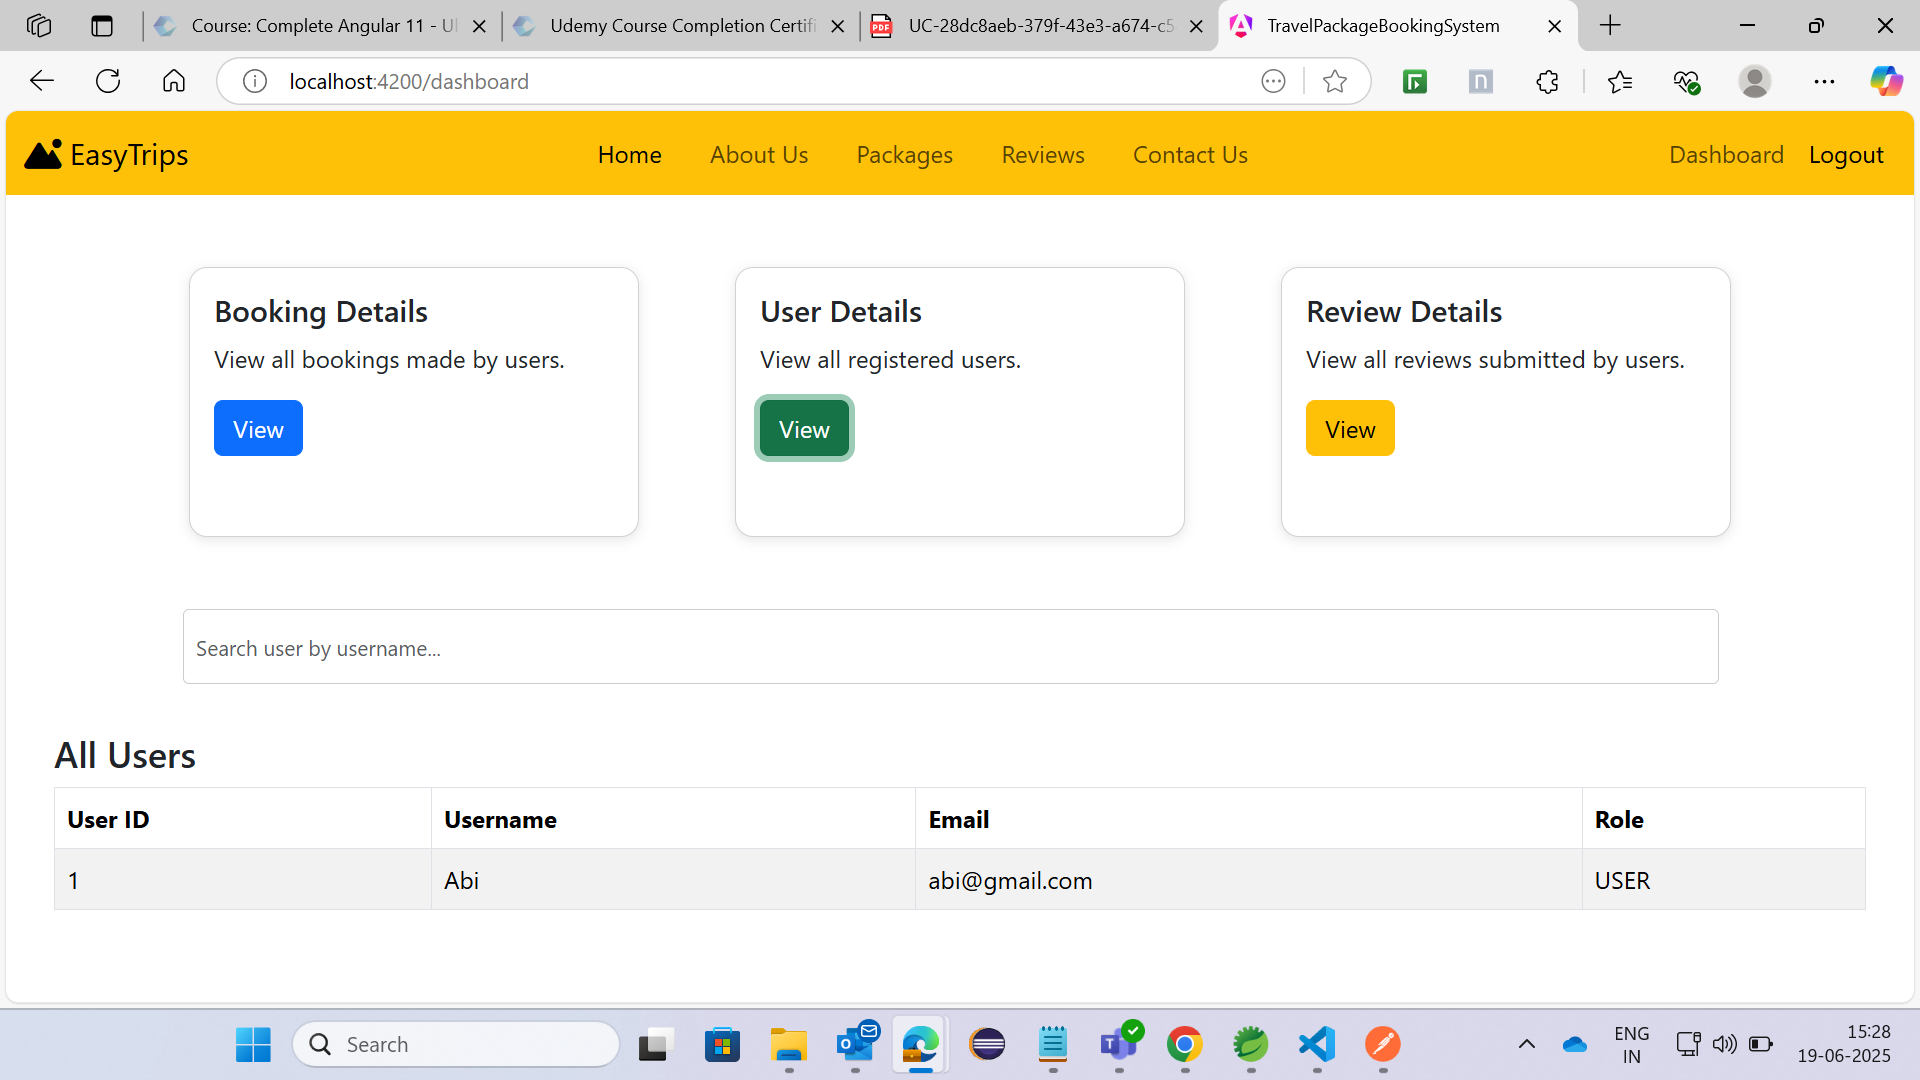 Course: Complete Angular 11 - Ul
Udemy Course Completion Certifi
PDF
UC-28dc8aeb-379f-43e3-a674-c5
TravelPackageBookingSystem
localhost:4200/dashboard
n
EasyTrips
Home
About Us
Packages
Reviews
Contact Us
Dashboard
Logout
Booking Details
View all bookings made by users.
View
User Details
View all registered users.
View
Review Details
View all reviews submitted by users.
View
Search user by username...
All Users
User ID Username Email Role
1 Abi abi@gmail.com USER
Search
ENG
IN
15:28
19-06-2025